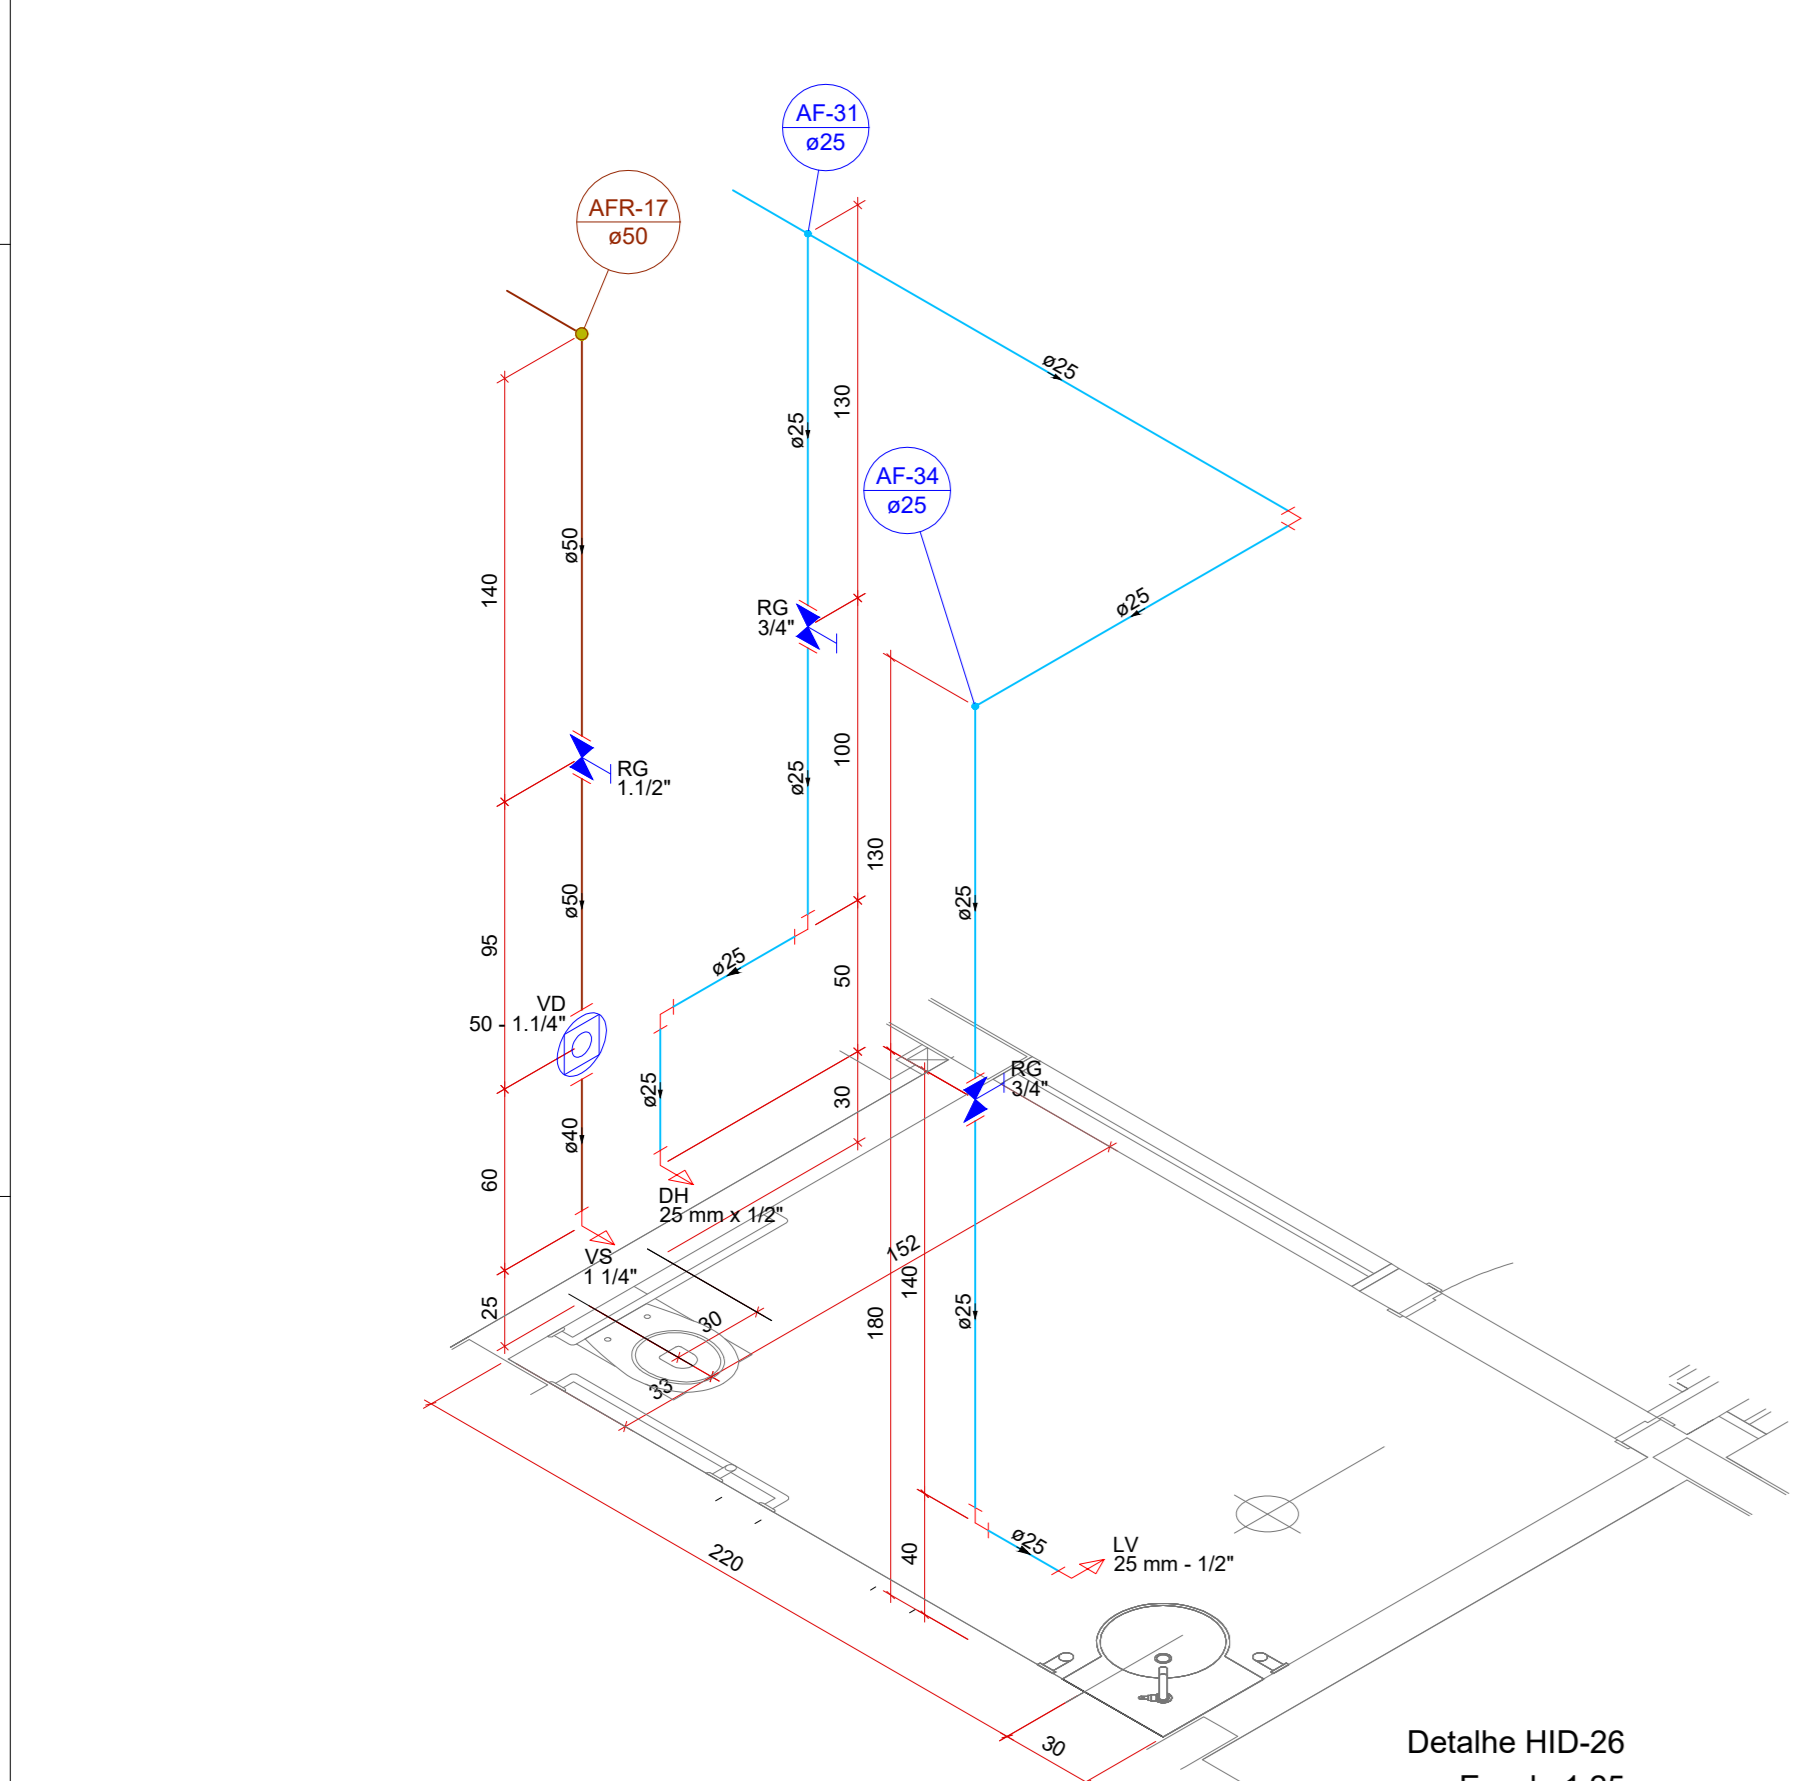 AF-31
ø25
AFR-17
ø50
ø25
130
ø25
AF-34
ø25
ø50
140
RG
3/4"
ø25
RG
1.1/2"
100
ø25
130
ø50
ø25
95
ø25
50
VD
50 - 1.1/4"
RG
3/4"
ø25
30
ø40
60
DH
25 mm x 1/2"
VS
1 1/4"
152
140
180
ø25
25
30
33
220
40
ø25
LV
25 mm - 1/2"
30
Detalhe HID-26